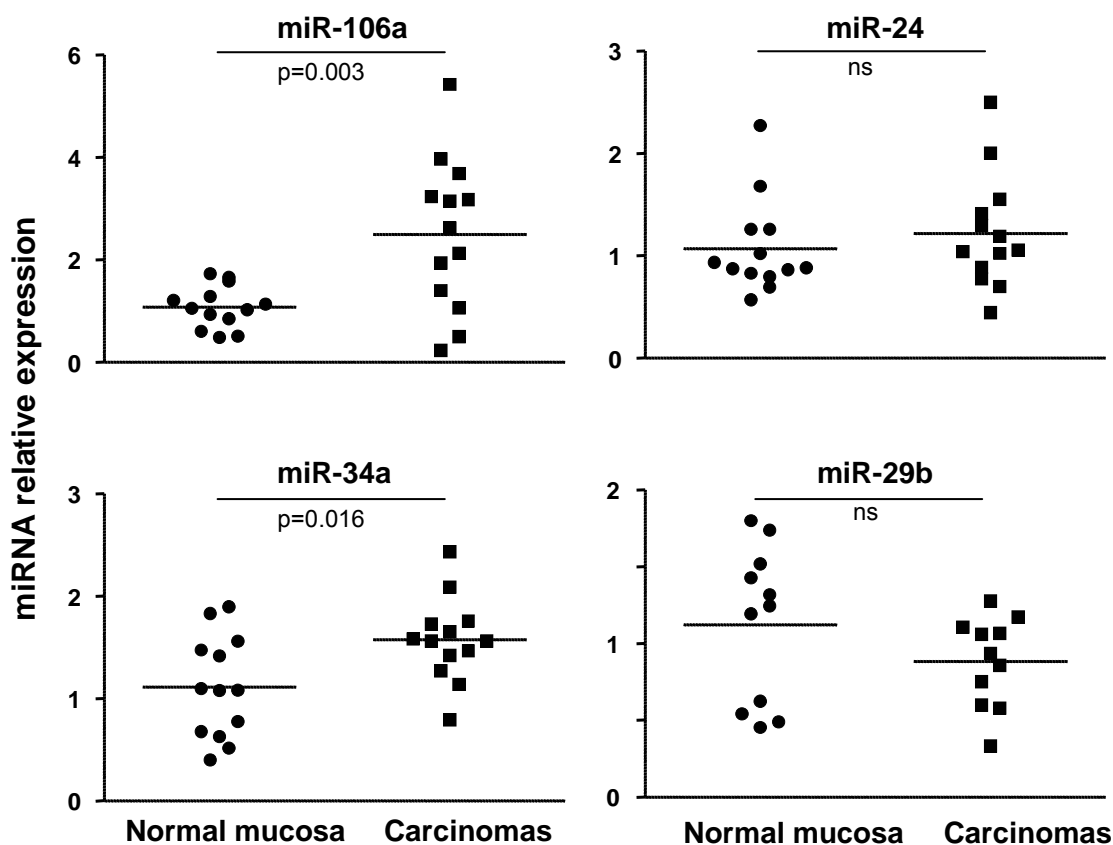 miRNA relative expression
miR-106a
p=0.003
6
4
2
0
miR-24
ns
3
2
1
0
miR-34a
p=0.016
3
2
1
0
Normal mucosa Carcinomas
miR-29b
ns
2
1
0
Normal mucosa Carcinomas